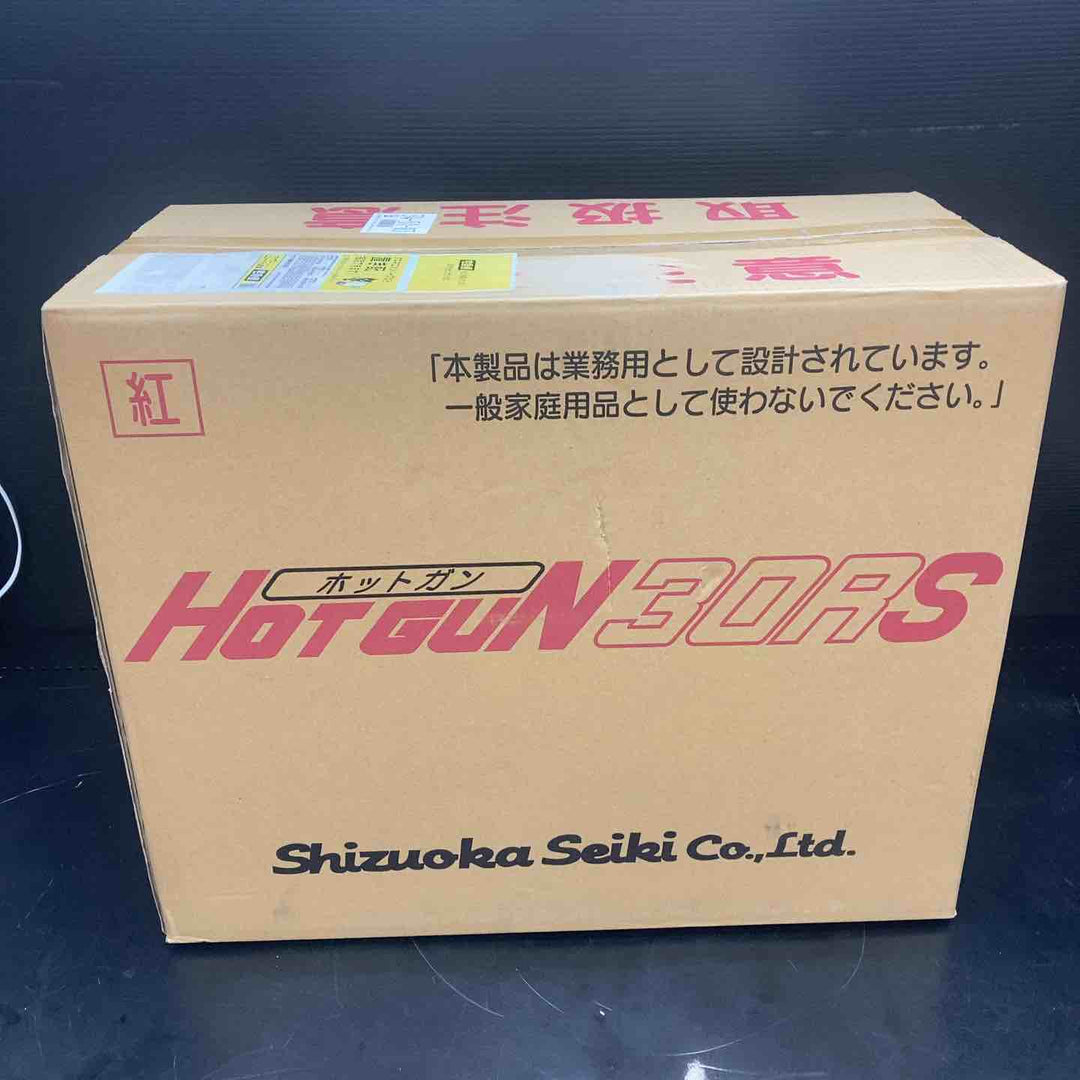 取扱注意
意
紅
「本製品は業務用として設計されています。
一般家庭用品として使わないでください。」
ホットガン
HOTGUN30RS
Shizuoka Seiki Co.,Ltd.